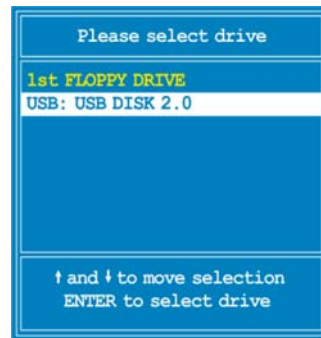 Please select drive
1st FLOPPY DRIVE
USB: USB DISK 2.0
↑ and ↓ to move selection
ENTER to select drive